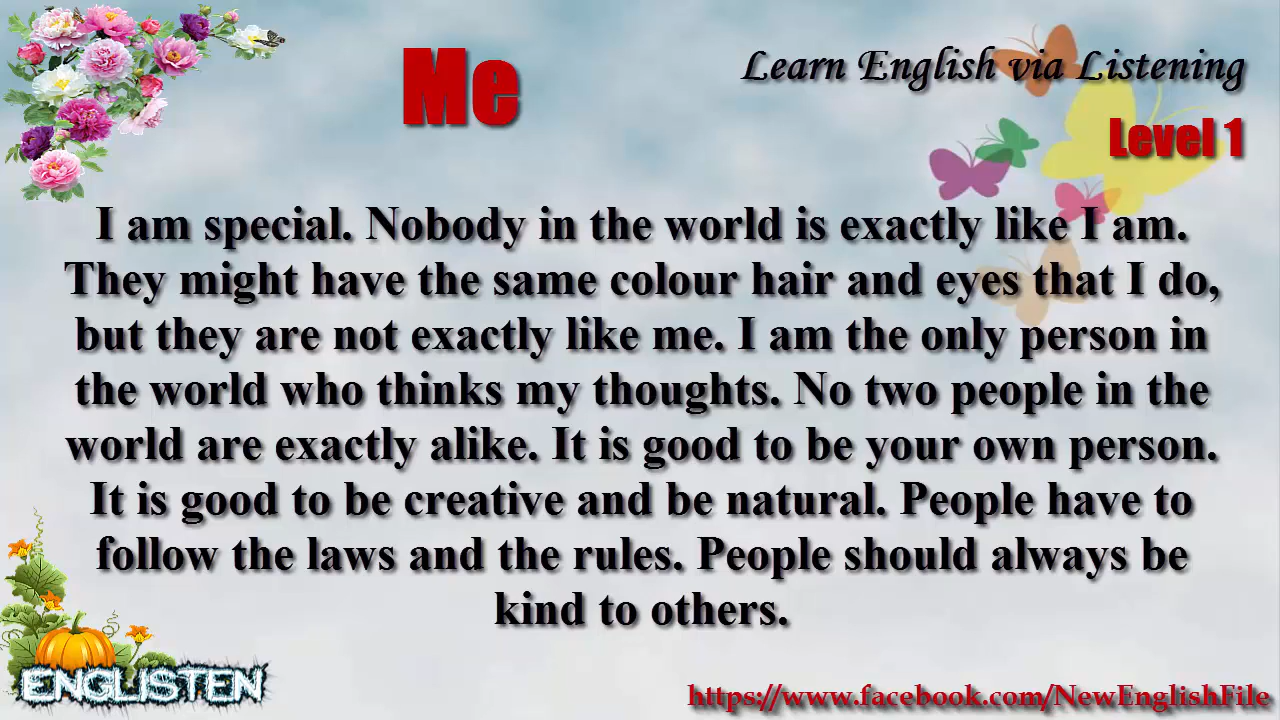 Me
Learn English via Listening
Level 1
I am special. Nobody in the world is exactly like I am.
They might have the same colour hair and eyes that I do,
but they are not exactly like me. I am the only person in
the world who thinks my thoughts. No two people in the
world are exactly alike. It is good to be your own person.
It is good to be creative and be natural. People have to
follow the laws and the rules. People should always be
kind to others.
ENGLISTEN
https://www.facebook.com/NewEnglishFile